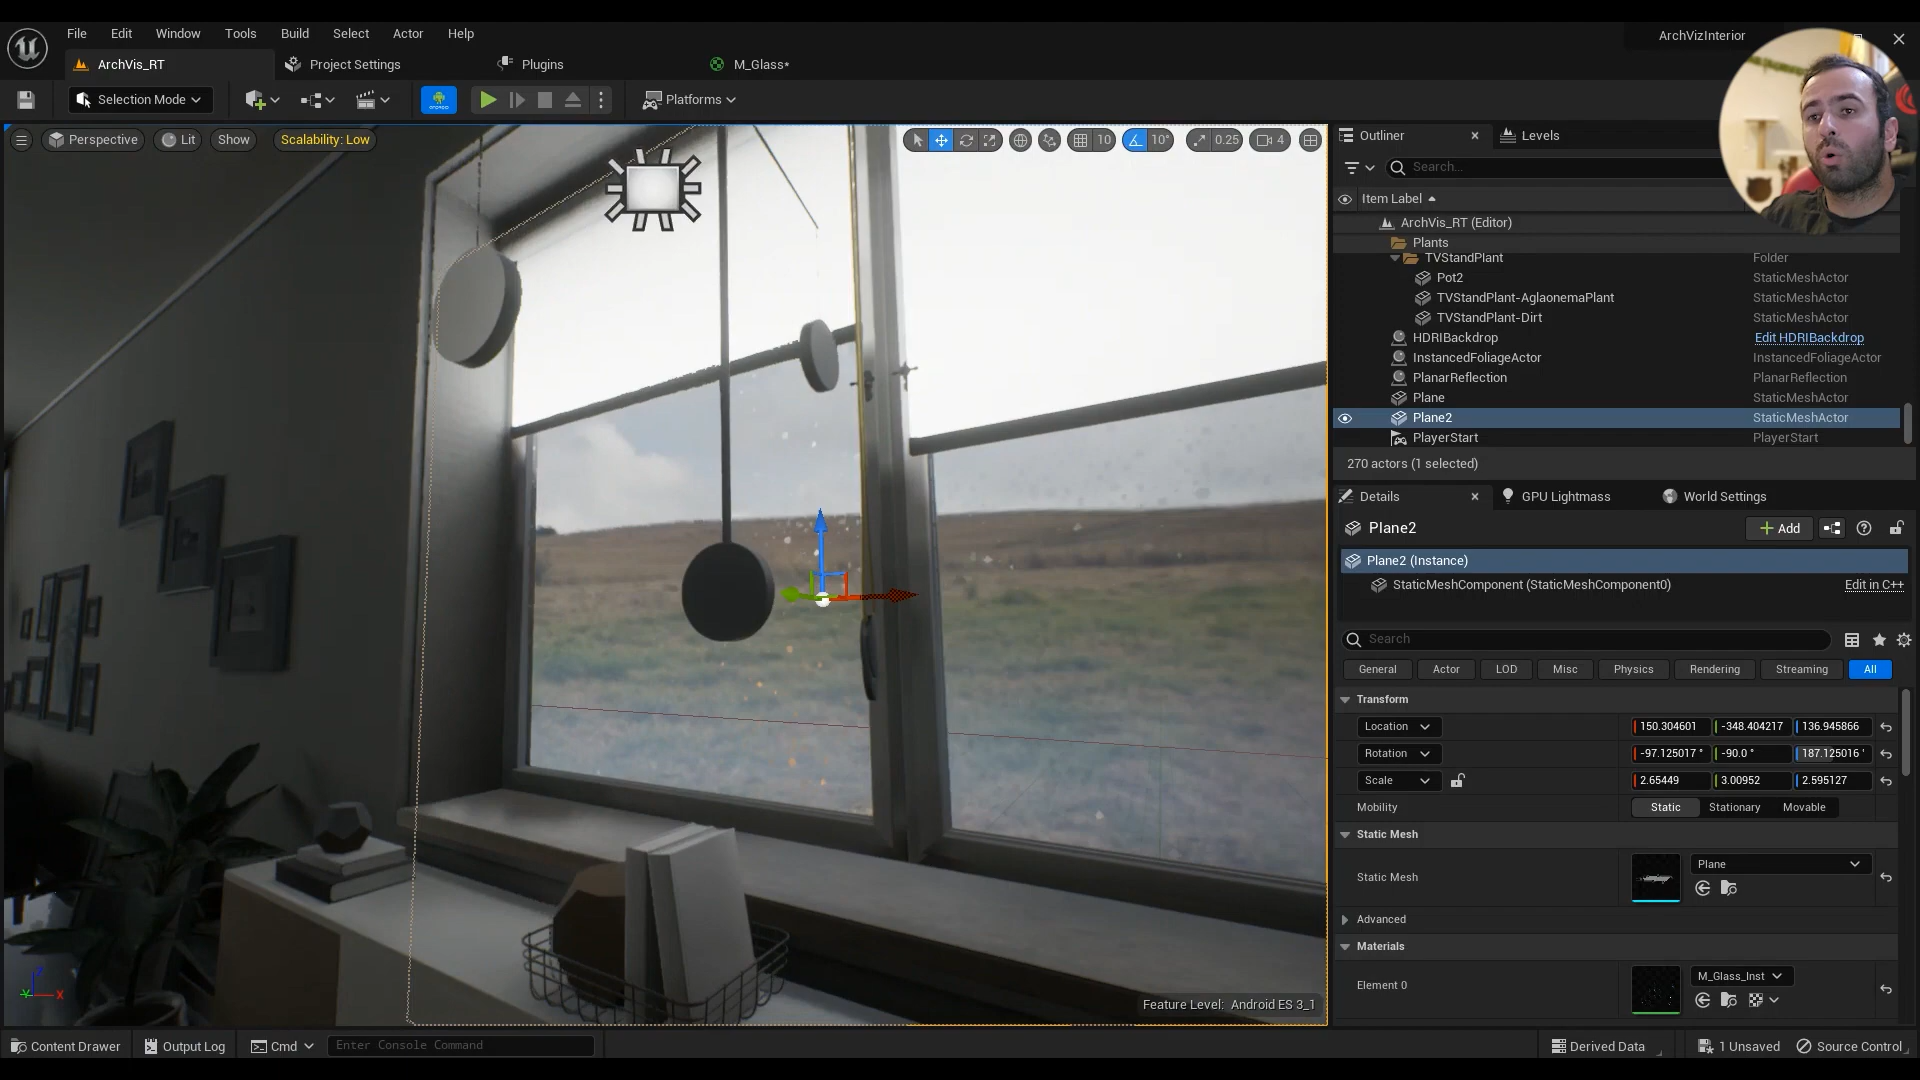 File Edit Window Tools Build Select Actor Help
ArchVizInterior
ArchVis_RT Project Settings Plugins M_Glass*
Selection Mode Platforms
Perspective Lit Show Scalability: Low 10 10° 0.25 4
Outliner Levels
Search...
Item Label
ArchVis_RT (Editor)
Plants
TVStandPlant Folder
Pot2 StaticMeshActor
TVStandPlant-AglaonemaPlant StaticMeshActor
TVStandPlant-Dirt StaticMeshActor
HDRIBackdrop Edit HDRIBackdrop
InstancedFoliageActor InstancedFoliageActor
PlanarReflection PlanarReflection
Plane StaticMeshActor
Plane2 StaticMeshActor
PlayerStart PlayerStart
270 actors (1 selected)
Details GPU Lightmass World Settings
Plane2 Add
Plane2 (Instance)
StaticMeshComponent (StaticMeshComponent0) Edit in C++
Search
General Actor LOD Misc Physics Rendering Streaming All
Transform
Location 150.304601 -348.404217 136.945866
Rotation -97.125017 ° -90.0 ° 187.125016 °
Scale 2.65449 3.00952 2.595127
Mobility Static Stationary Movable
Static Mesh
Static Mesh Plane
Advanced
Materials
Element 0 M_Glass_Inst
Feature Level: Android ES 3_1
Content Drawer Output Log Cmd Enter Console Command Derived Data 1 Unsaved Source Control